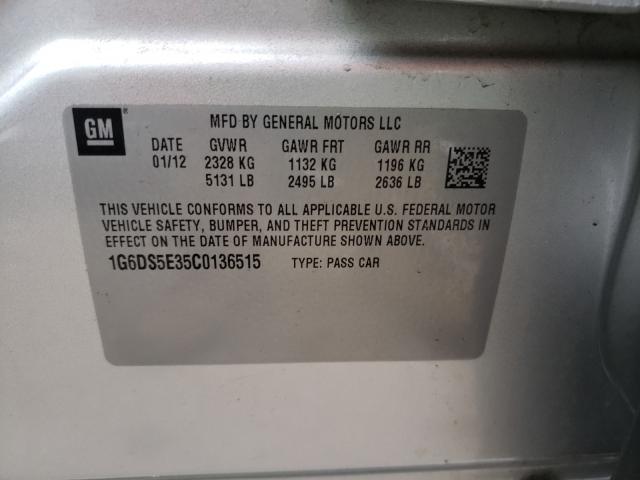 GM
MFD BY GENERAL MOTORS LLC
DATE GVWR GAWR FRT GAWR RR
01/12 2328 KG 1132 KG 1196 KG
5131 LB 2495 LB 2636 LB
THIS VEHICLE CONFORMS TO ALL APPLICABLE U.S. FEDERAL MOTOR
VEHICLE SAFETY, BUMPER, AND THEFT PREVENTION STANDARDS IN
EFFECT ON THE DATE OF MANUFACTURE SHOWN ABOVE.
1G6DS5E35C0136515 TYPE: PASS CAR